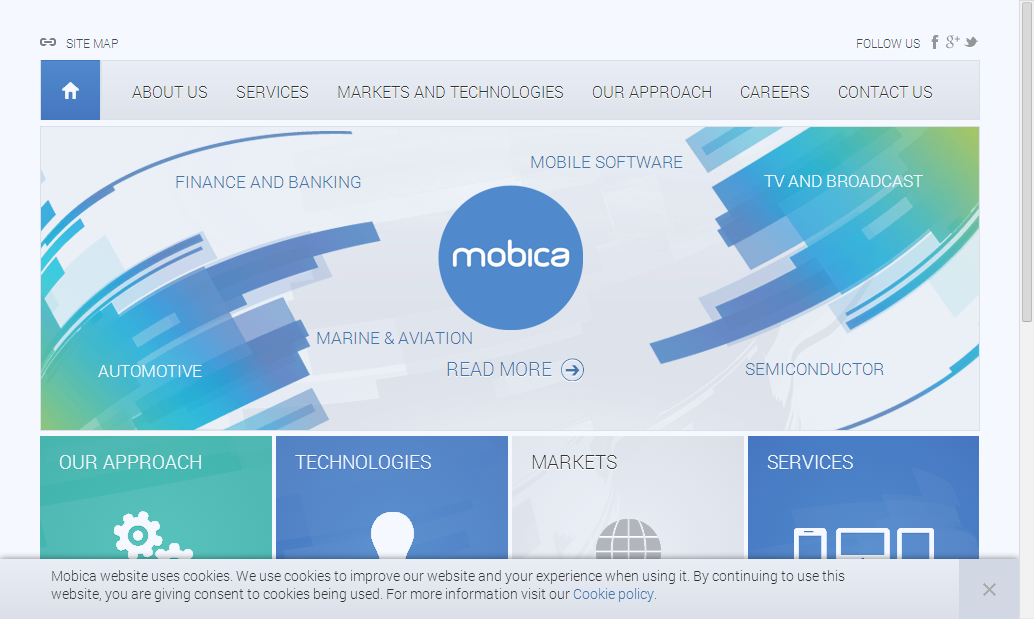 SITE MAP
FOLLOW US
ABOUT US SERVICES MARKETS AND TECHNOLOGIES OUR APPROACH CAREERS CONTACT US
MOBILE SOFTWARE
FINANCE AND BANKING
TV AND BROADCAST
mobica
MARINE & AVIATION
AUTOMOTIVE
READ MORE
SEMICONDUCTOR
OUR APPROACH
TECHNOLOGIES
MARKETS
SERVICES
Mobica website uses cookies. We use cookies to improve our website and your experience when using it. By continuing to use this
website, you are giving consent to cookies being used. For more information visit our Cookie policy.